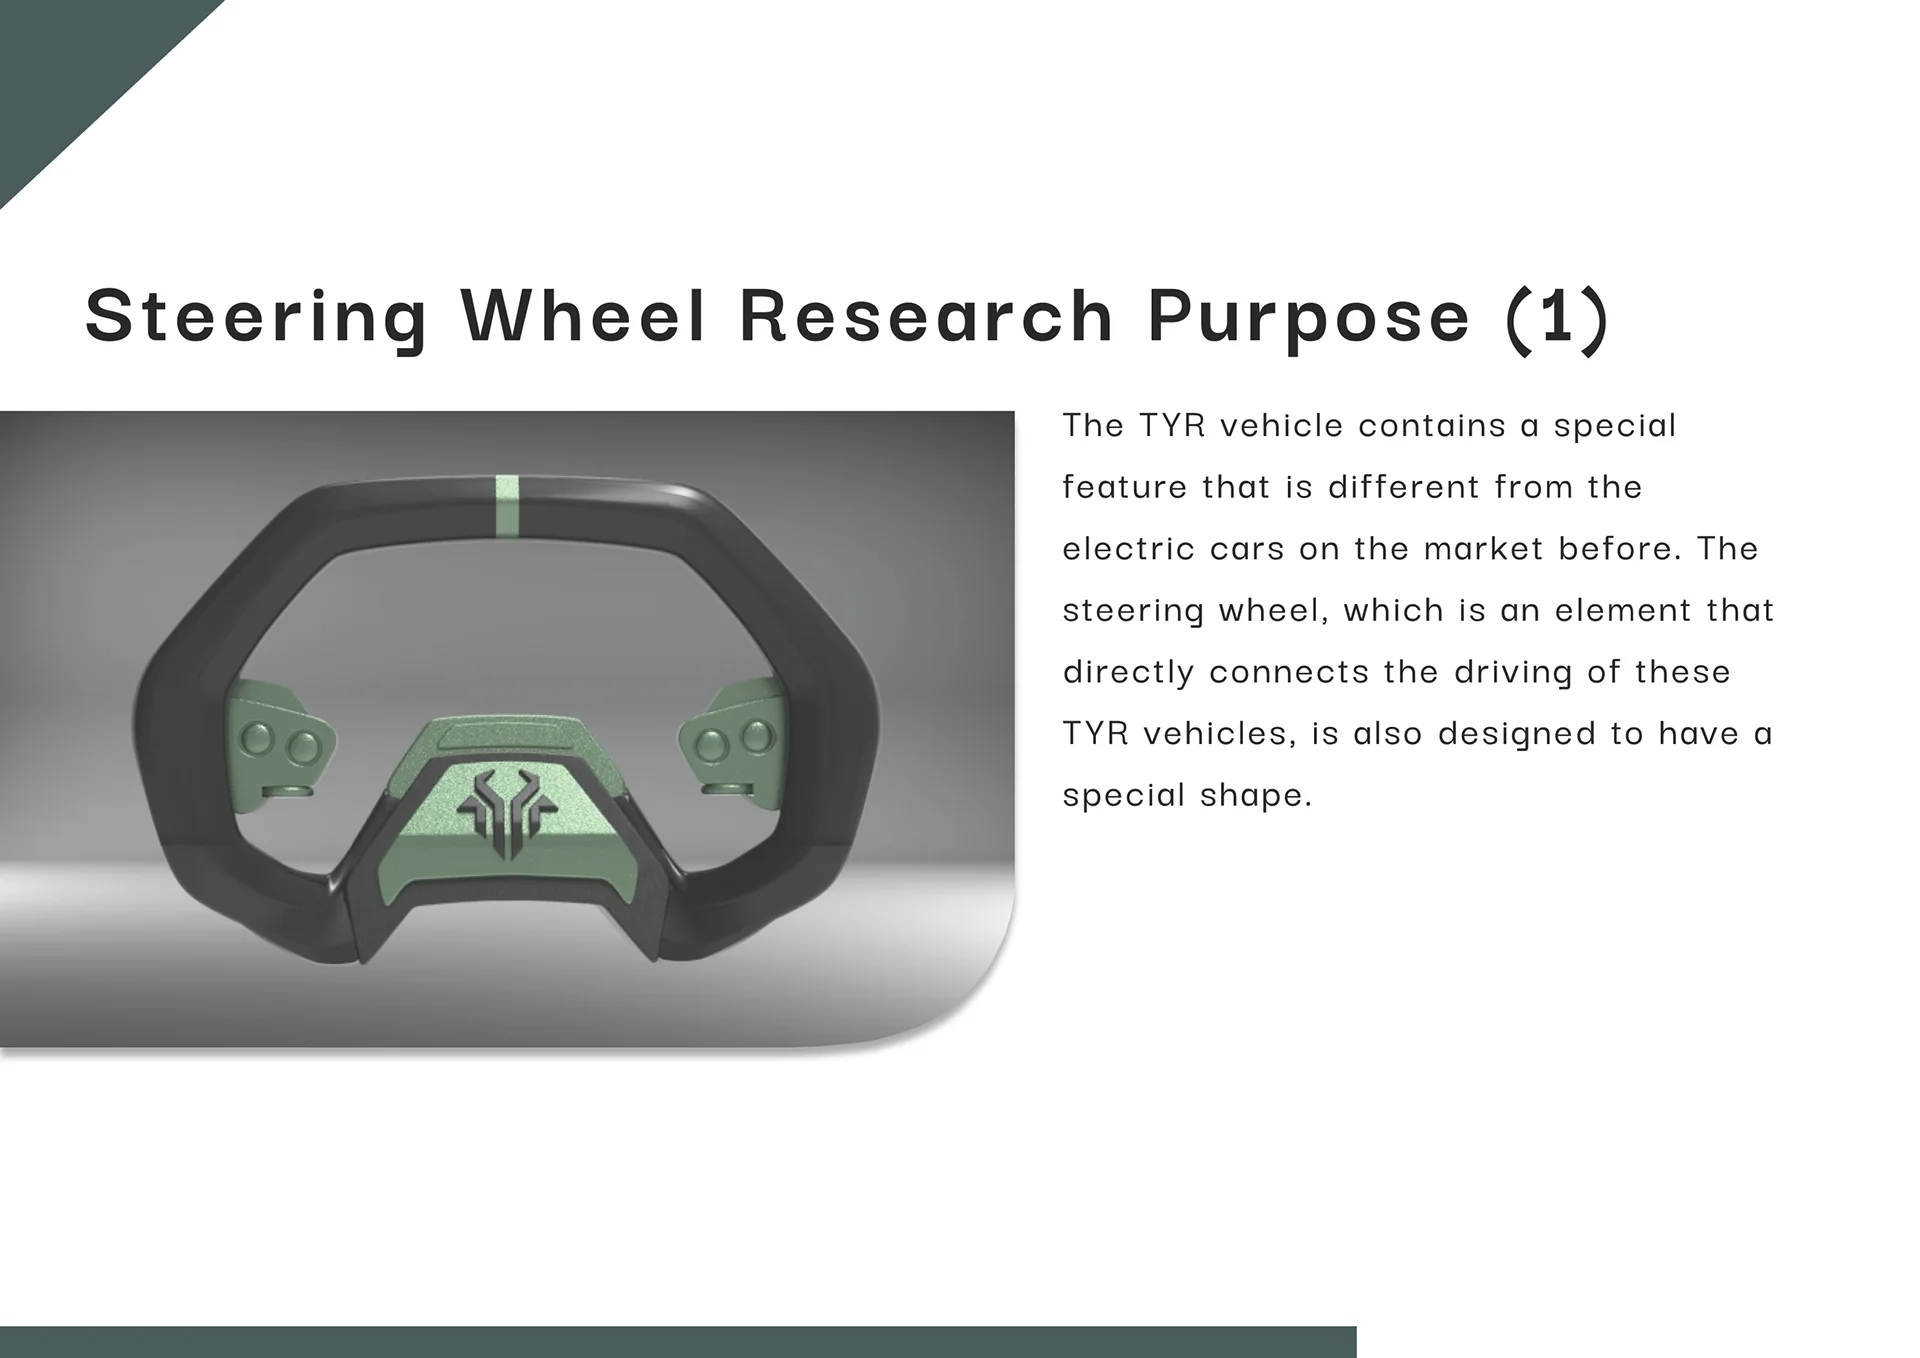 Steering Wheel Research Purpose (1)
The TYR vehicle contains a special
feature that is different from the
electric cars on the market before. The
steering wheel, which is an element that
directly connects the driving of these
TYR vehicles, is also designed to have a
special shape.